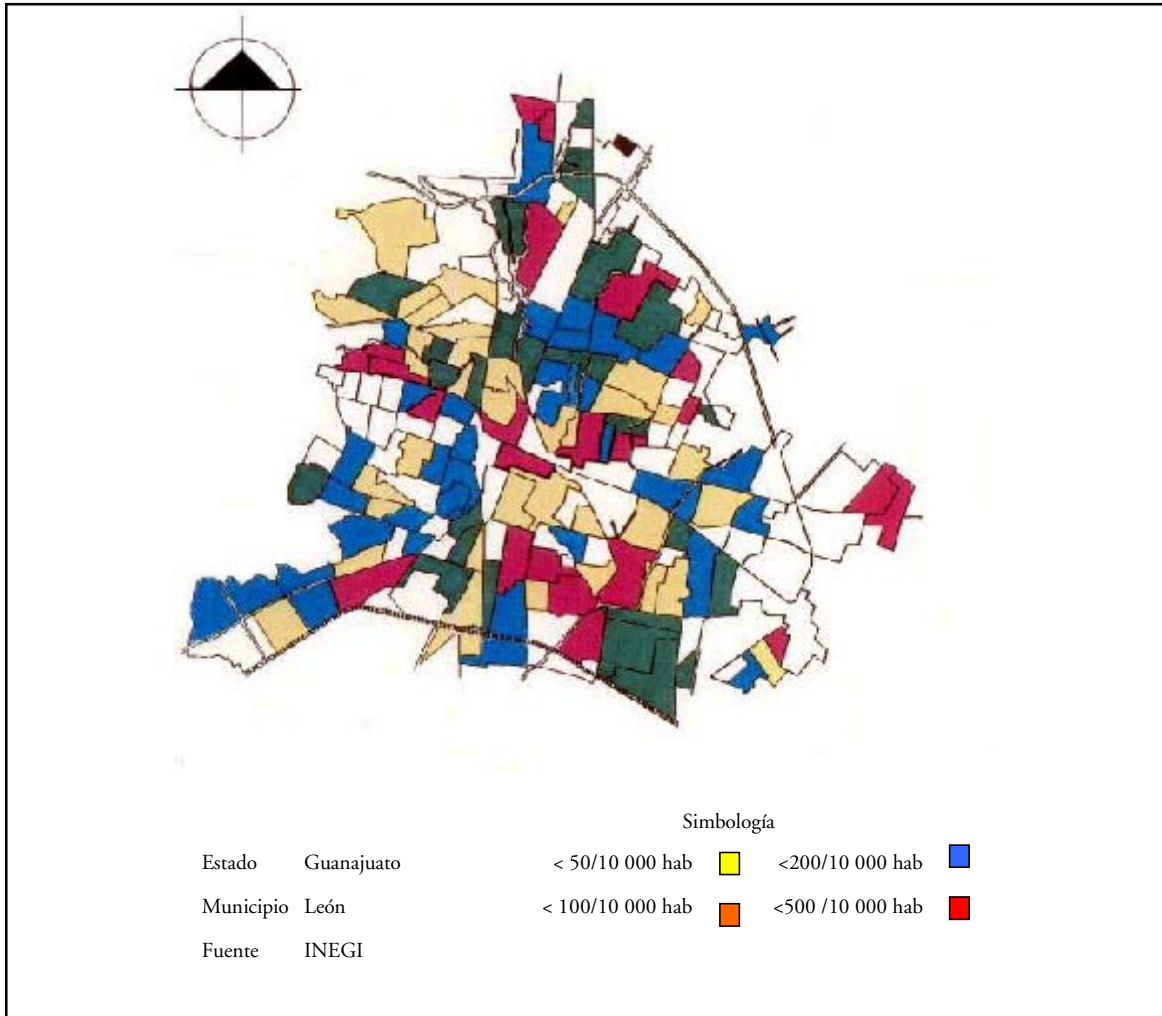 Simbología
Estado Guanajuato < 50/10 000 hab <200/10 000 hab
Municipio León < 100/10 000 hab <500 /10 000 hab
Fuente INEGI